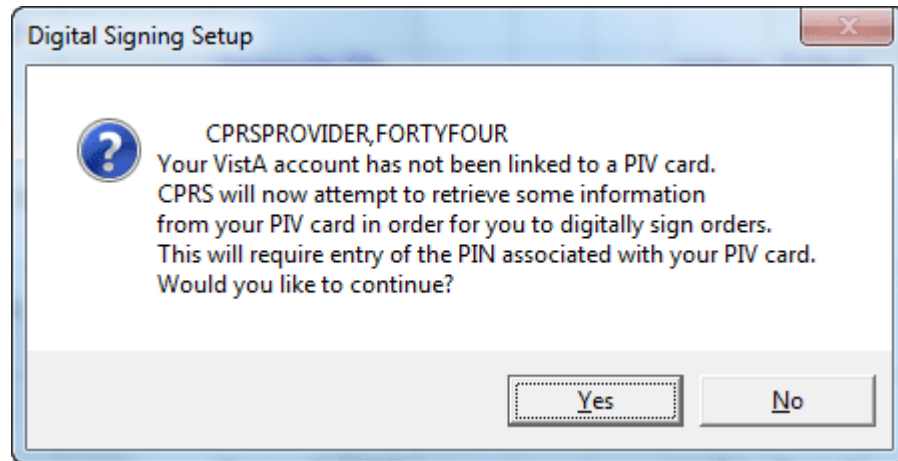 Digital Signing Setup
CPRSPROVIDER,FORTYFOUR
Your VistA account has not been linked to a PIV card.
CPRS will now attempt to retrieve some information
from your PIV card in order for you to digitally sign orders.
This will require entry of the PIN associated with your PIV card.
Would you like to continue?
Yes No